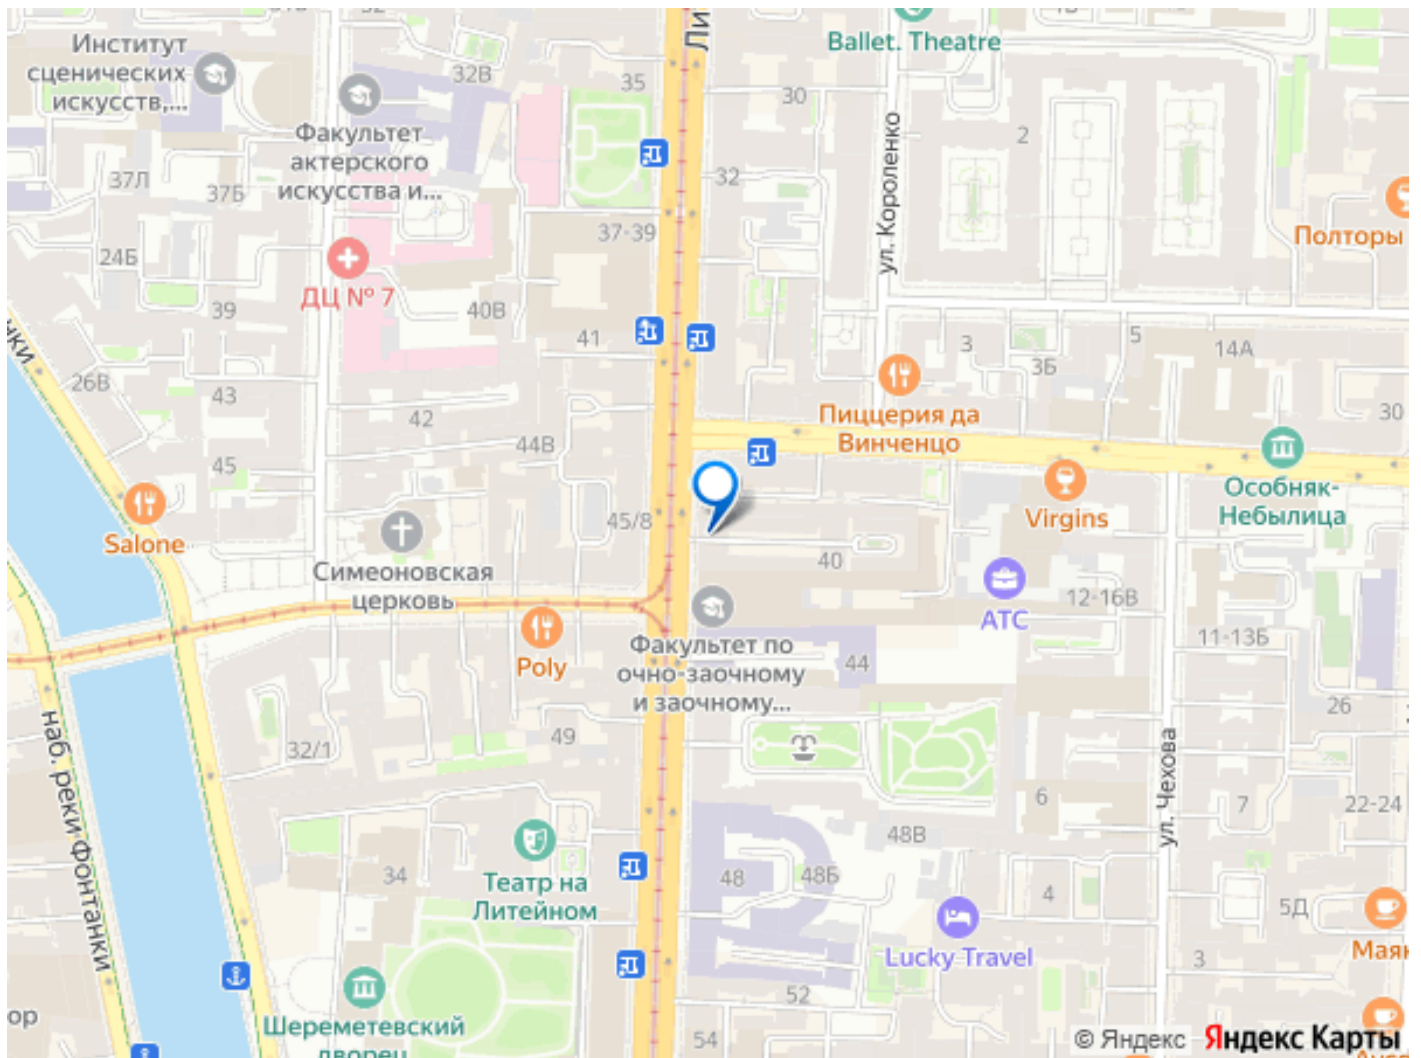 Ли
32
Ballet. Theatre
Институт
сценических
искусств,...
32В
35
30
2
Факультет
актерского
искусства и...
ул. Короленко
37Л
37Б
32
37-39
Полторы
24Б
ДЦ № 7
39
40В
41
3
5
3Б
14А
26В
43
42
Пиццерия да
Винченцо
30
44В
45
Особняк-
Небылица
Salone
45/8
Virgins
Симеоновская
церковь
40
АТС
12-16В
11-13Б
Poly
Факультет по
очно-заочному
и заочному...
44
26
наб. реки Фонтанки
32/1
49
ул. Чехова
6
7
22-24
48В
34
Театр на
Литейном
48
48Б
4
5Д
Lucky Travel
Маяк
3
52
ор
Шереметевский
дворец
54
© Яндекс Яндекс Карты